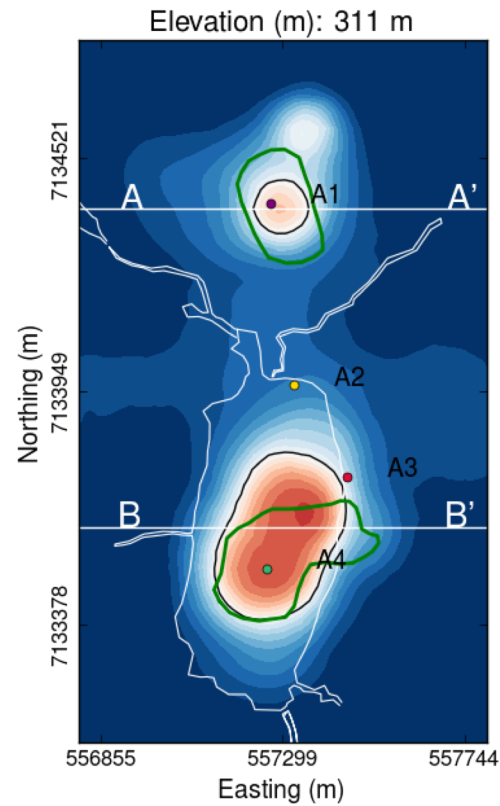 Elevation (m): 311 m
7134521
A
A1
A'
Northing (m)
7133949
A2
A3
B
B'
A4
7133378
556855
557299
557744
Easting (m)